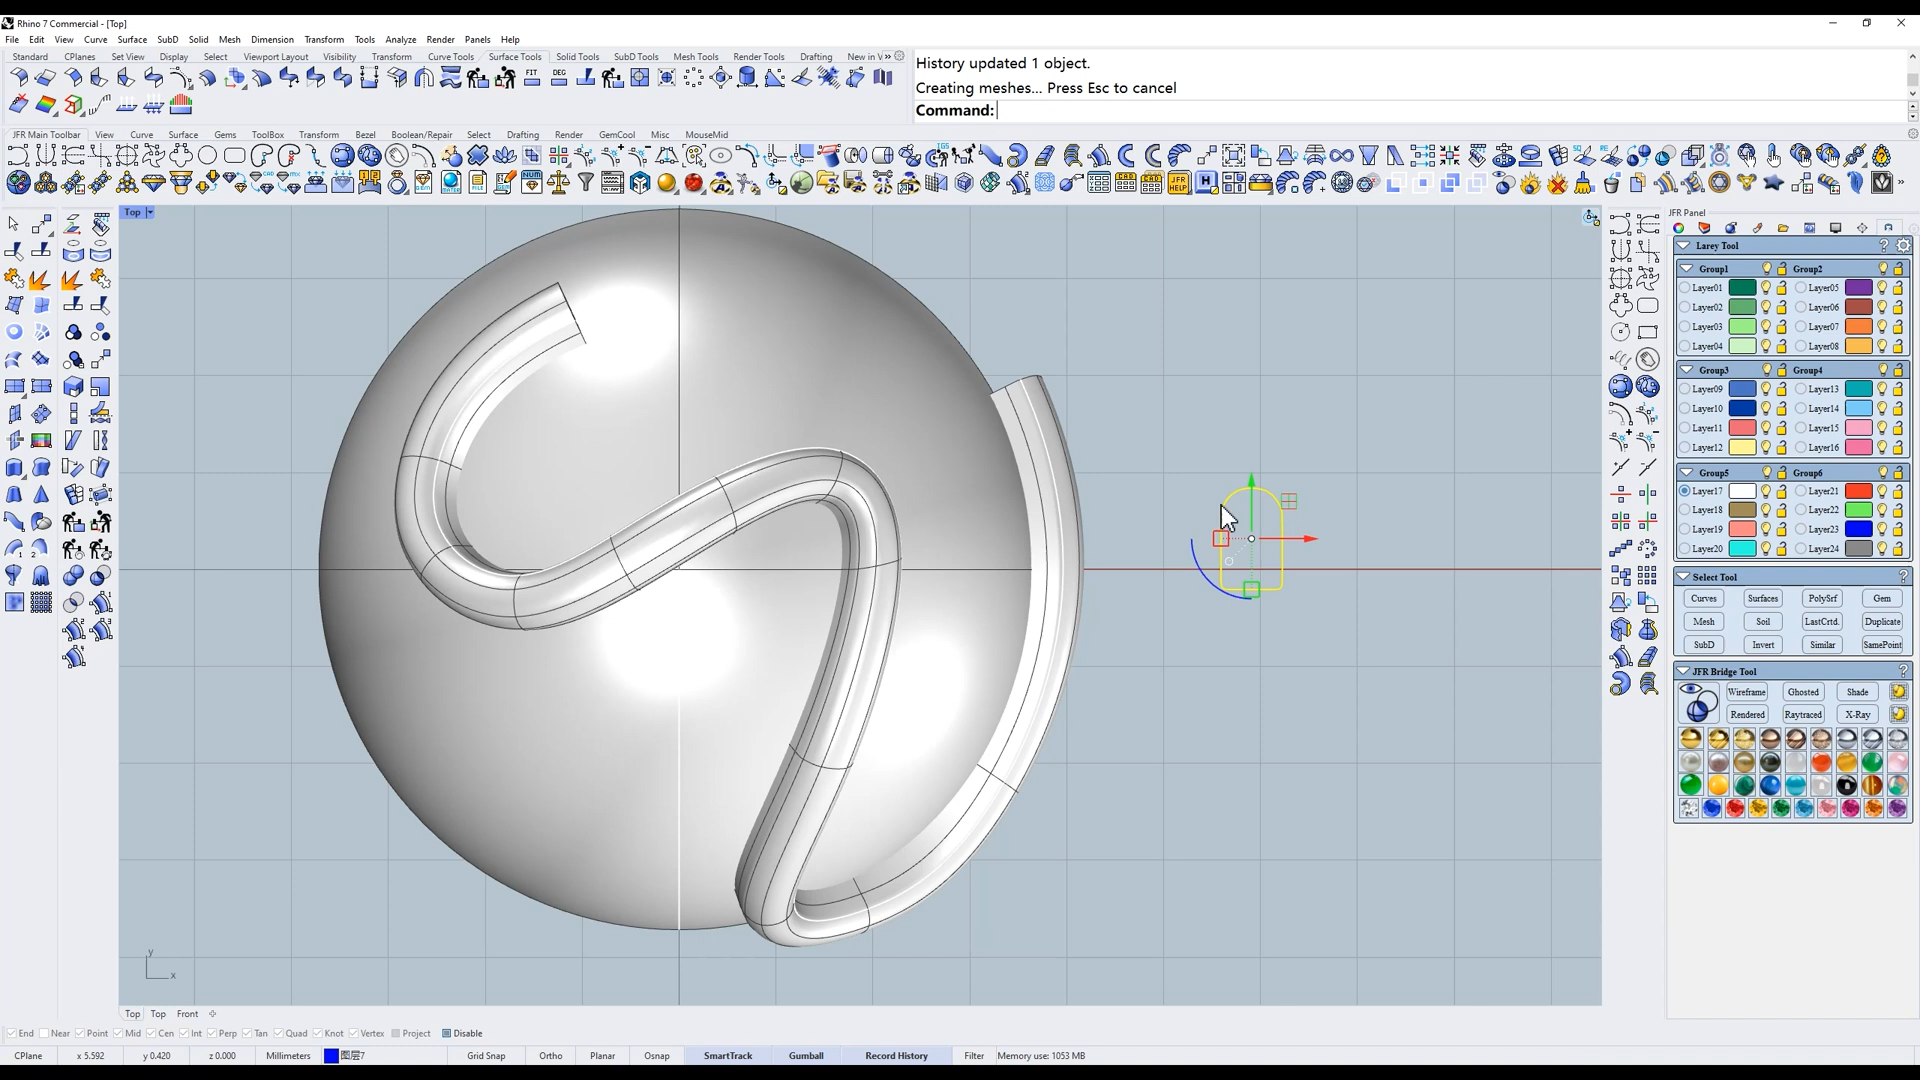 Rhino 7 Commercial - [Top]
File Edit View Curve Surface SubD Solid Mesh Dimension Transform Tools Analyze Render Panels Help
Standard CPlanes Set View Display Select Viewport Layout Visibility Transform Curve Tools Surface Tools Solid Tools SubD Tools Mesh Tools Render Tools Drafting New in V »
History updated 1 object.
Creating meshes... Press Esc to cancel
Command:
FIT DEG
JFR Main Toolbar View Curve Surface Gems ToolBox Transform Bezel Boolean/Repair Select Drafting Render GemCool Misc MouseMid
Top
JFR Panel
Larey Tool
Group1 Group2
Layer01 Layer05
Layer02 Layer06
Layer03 Layer07
Layer04 Layer08
Group3 Group4
Layer09 Layer13
Layer10 Layer14
Layer11 Layer15
Layer12 Layer16
Group5 Group6
Layer17 Layer21
Layer18 Layer22
Layer19 Layer23
Layer20 Layer24
Select Tool
Curves Surfaces PolySrf Gem
Mesh Soil LastCrtd. Duplicate
SubD Invert Similar SamePoint
JFR Bridge Tool
Wireframe Ghosted Shade
Rendered Raytraced X-Ray
y
x
Top Top Front
End Near Point Mid Cen Int Perp Tan Quad Knot Vertex Project Disable
CPlane x 5.592 y 0.420 z 0.000 Millimeters 图层7 Grid Snap Ortho Planar Osnap SmartTrack Gumball Record History Filter Memory use: 1053 MB